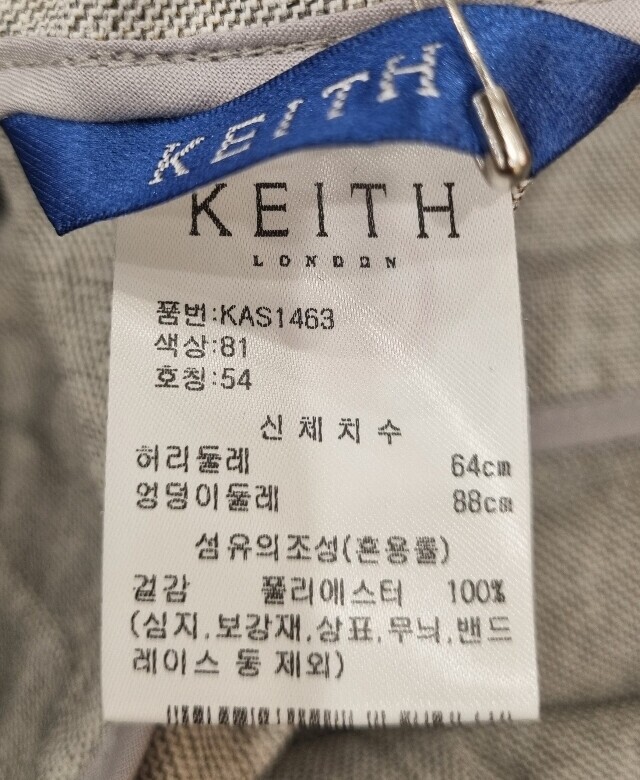 KEITH
KEITH
LONDON
품번:KAS1463
색상:81
호칭:54
신체치수
허리둘레 64cm
엉덩이둘레 88cm
섬유의조성(혼용률)
겉감 폴리에스터 100%
(심지,보강재,상표,무늬,밴드
레이스 등 제외)